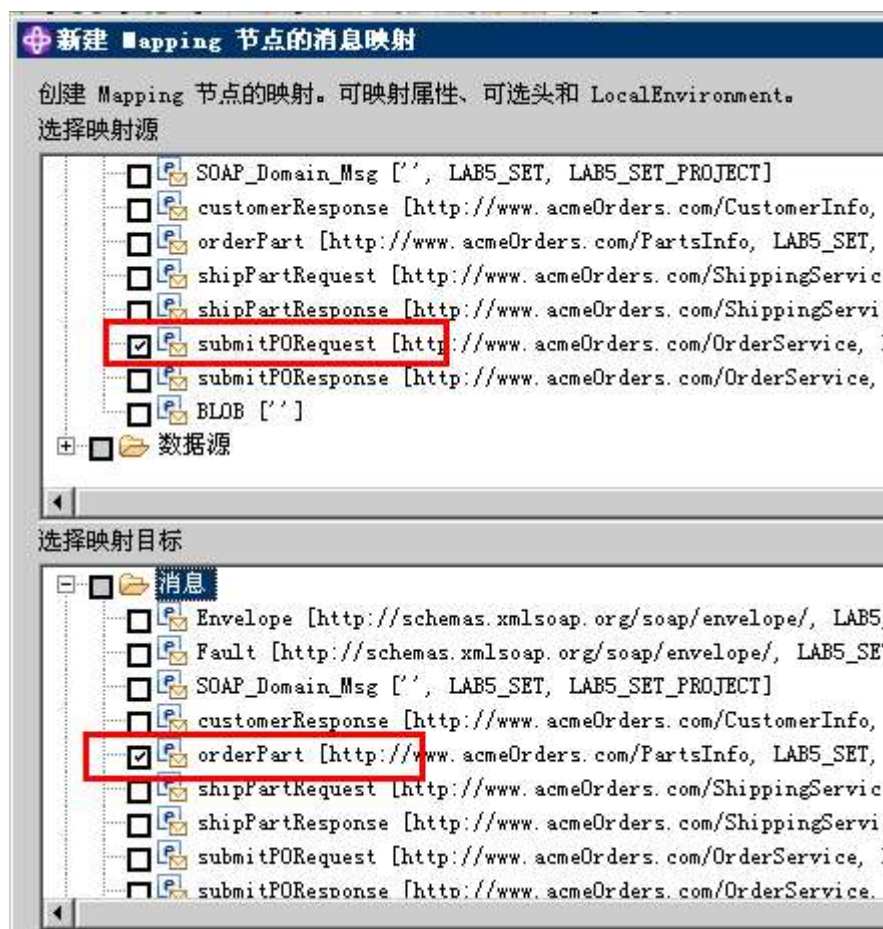 新建 Mapping 节点的消息映射
创建 Mapping 节点的映射。可映射属性、可选头和 LocalEnvironment。
选择映射源
SOAP_Domain_Msg ['', LAB5_SET, LAB5_SET_PROJECT]
customerResponse [http://www.acmeOrders.com/CustomerInfo,
orderPart [http://www.acmeOrders.com/PartsInfo, LAB5_SET,
shipPartRequest [http://www.acmeOrders.com/ShippingServic
shipPartResponse [http://www.acmeOrders.com/ShippingServi
submitPORequest [http://www.acmeOrders.com/OrderService,
submitPOResponse [http://www.acmeOrders.com/OrderService,
BLOB ['']
数据源
选择映射目标
消息
Envelope [http://schemas.xmlsoap.org/soap/envelope/, LAB5
Fault [http://schemas.xmlsoap.org/soap/envelope/, LAB5_SE
SOAP_Domain_Msg ['', LAB5_SET, LAB5_SET_PROJECT]
customerResponse [http://www.acmeOrders.com/CustomerInfo,
orderPart [http://www.acmeOrders.com/PartsInfo, LAB5_SET,
shipPartRequest [http://www.acmeOrders.com/ShippingServic
shipPartResponse [http://www.acmeOrders.com/ShippingServi
submitPORequest [http://www.acmeOrders.com/OrderService,
submitPOResponse [http://www.acmeOrders.com/OrderService,